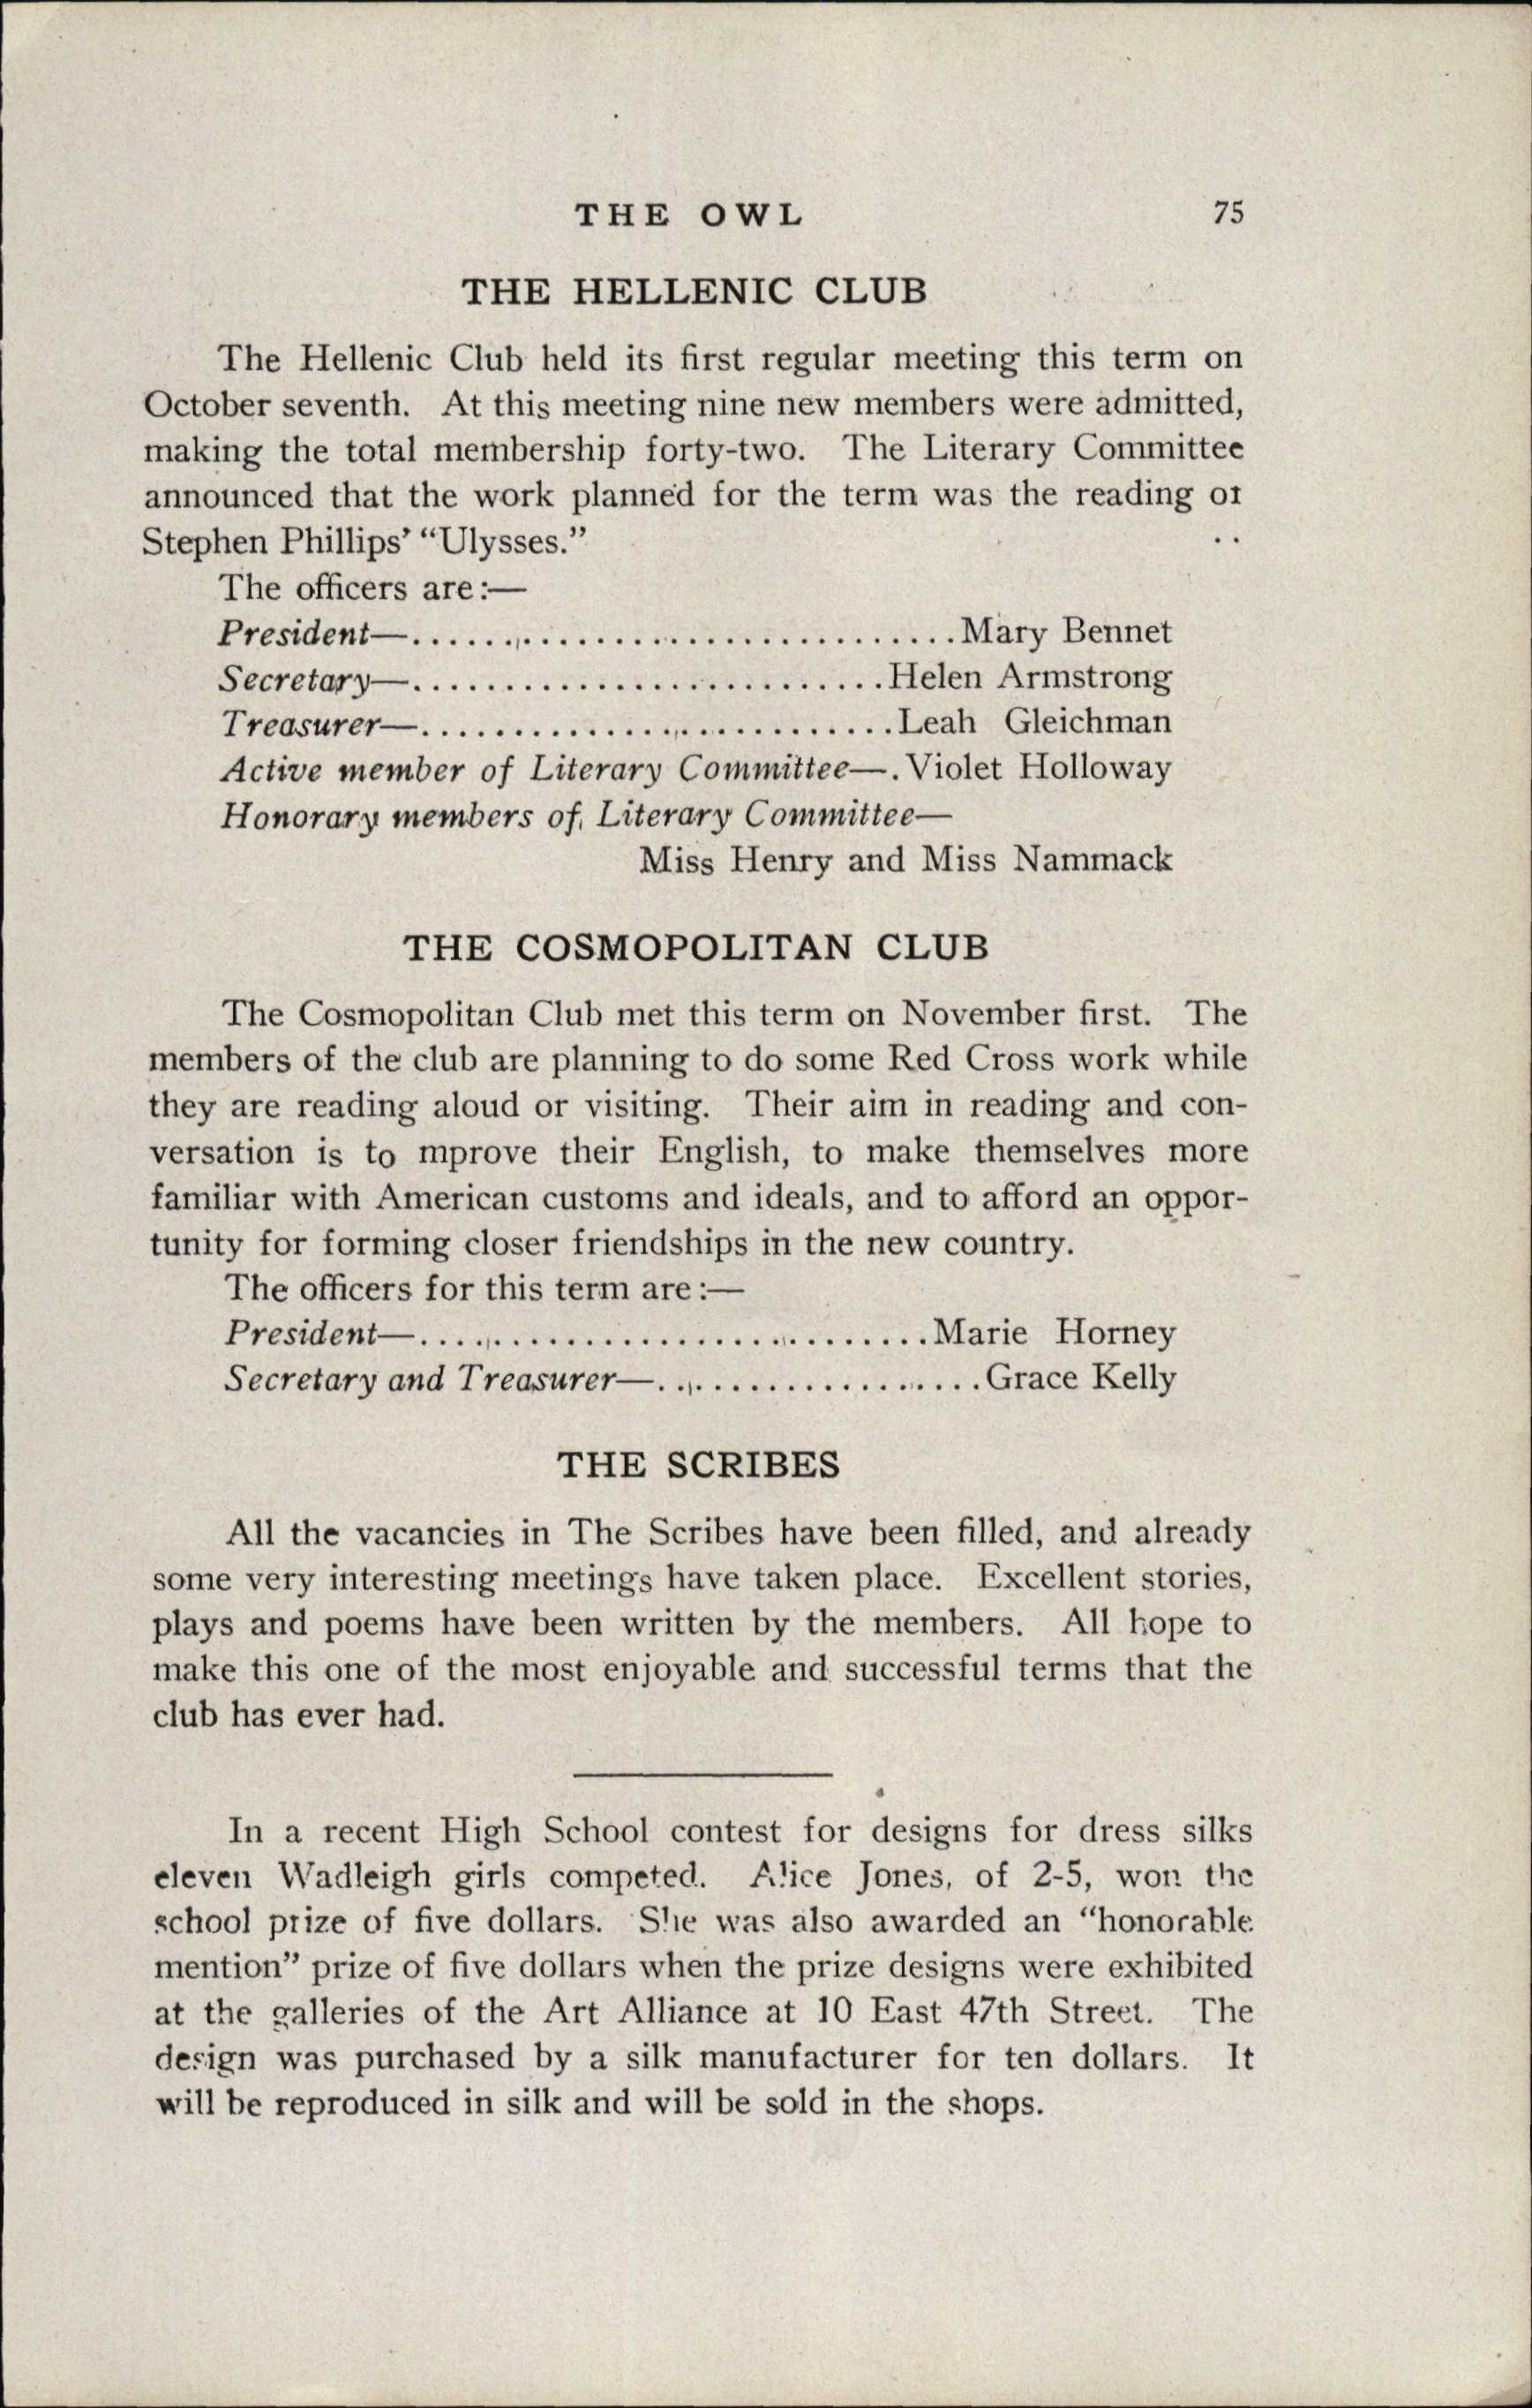 THE OWL 75
THE HELLENIC CLUB
The Hellenic Club held its first regular meeting this term on
October seventh. At this meeting nine new members were admitted,
making the total membership forty-two. The Literary Committee
announced that the work planned for the term was the reading of
Stephen Phillips' "Ulysses."
The officers are:—
President—..................................Mary Bennet
Secretary—..............................Helen Armstrong
Treasurer—..............................Leah Gleichman
Active member of Literary Committee—.Violet Holloway
Honorary members of Literary Committee—
Miss Henry and Miss Nammack
THE COSMOPOLITAN CLUB
The Cosmopolitan Club met this term on November first. The
members of the club are planning to do some Red Cross work while
they are reading aloud or visiting. Their aim in reading and con-
versation is to mprove their English, to make themselves more
familiar with American customs and ideals, and to afford an oppor-
tunity for forming closer friendships in the new country.
The officers for this term are:—
President—................................Marie Horney
Secretary and Treasurer—....................Grace Kelly
THE SCRIBES
All the vacancies in The Scribes have been filled, and already
some very interesting meetings have taken place. Excellent stories,
plays and poems have been written by the members. All hope to
make this one of the most enjoyable and successful terms that the
club has ever had.
In a recent High School contest for designs for dress silks
eleven Wadleigh girls competed. Alice Jones, of 2-5, won the
school prize of five dollars. She was also awarded an "honorable
mention" prize of five dollars when the prize designs were exhibited
at the galleries of the Art Alliance at 10 East 47th Street. The
design was purchased by a silk manufacturer for ten dollars. It
will be reproduced in silk and will be sold in the shops.